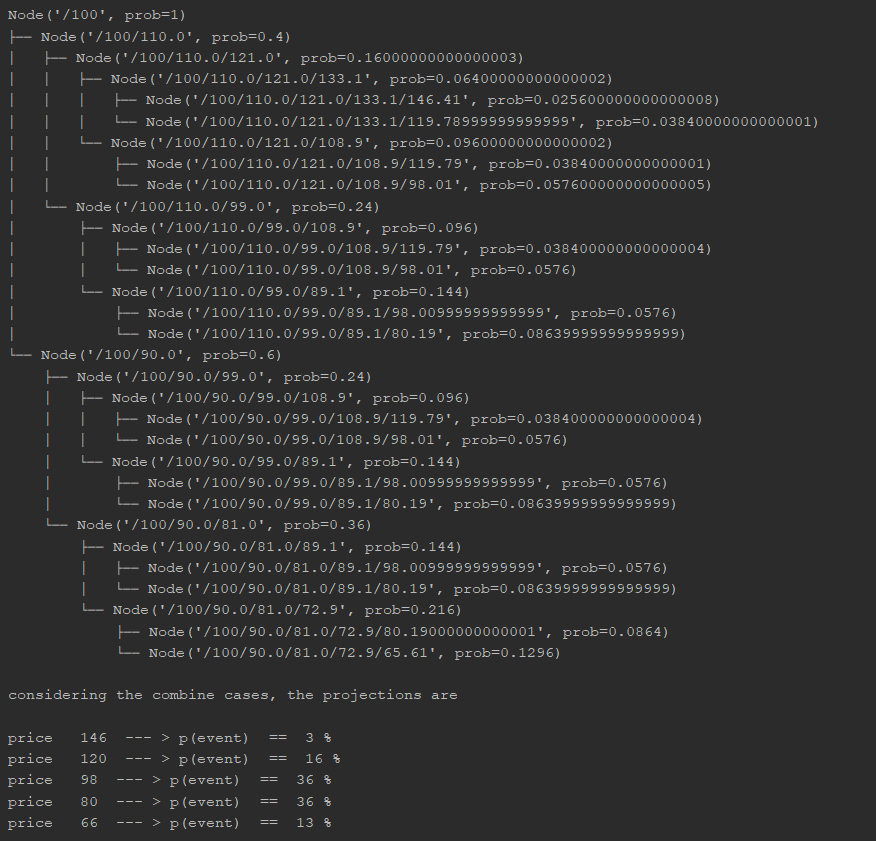 Node('/100', prob=1)
├── Node('/100/110.0', prob=0.4)
│   ├── Node('/100/110.0/121.0', prob=0.16000000000000003)
│   │   ├── Node('/100/110.0/121.0/133.1', prob=0.06400000000000002)
│   │   │   ├── Node('/100/110.0/121.0/133.1/146.41', prob=0.025600000000000008)
│   │   │   └── Node('/100/110.0/121.0/133.1/119.78999999999999', prob=0.03840000000000001)
│   │   └── Node('/100/110.0/121.0/108.9', prob=0.09600000000000002)
│   │       ├── Node('/100/110.0/121.0/108.9/119.79', prob=0.03840000000000001)
│   │       └── Node('/100/110.0/121.0/108.9/98.01', prob=0.057600000000000005)
│   └── Node('/100/110.0/99.0', prob=0.24)
│       ├── Node('/100/110.0/99.0/108.9', prob=0.096)
│       │   ├── Node('/100/110.0/99.0/108.9/119.79', prob=0.038400000000000004)
│       │   └── Node('/100/110.0/99.0/108.9/98.01', prob=0.0576)
│       └── Node('/100/110.0/99.0/89.1', prob=0.144)
│           ├── Node('/100/110.0/99.0/89.1/98.00999999999999', prob=0.0576)
│           └── Node('/100/110.0/99.0/89.1/80.19', prob=0.08639999999999999)
└── Node('/100/90.0', prob=0.6)
    ├── Node('/100/90.0/99.0', prob=0.24)
    │   ├── Node('/100/90.0/99.0/108.9', prob=0.096)
    │   │   ├── Node('/100/90.0/99.0/108.9/119.79', prob=0.038400000000000004)
    │   │   └── Node('/100/90.0/99.0/108.9/98.01', prob=0.0576)
    │   └── Node('/100/90.0/99.0/89.1', prob=0.144)
    │       ├── Node('/100/90.0/99.0/89.1/98.00999999999999', prob=0.0576)
    │       └── Node('/100/90.0/99.0/89.1/80.19', prob=0.08639999999999999)
    └── Node('/100/90.0/81.0', prob=0.36)
        ├── Node('/100/90.0/81.0/89.1', prob=0.144)
        │   ├── Node('/100/90.0/81.0/89.1/98.00999999999999', prob=0.0576)
        │   └── Node('/100/90.0/81.0/89.1/80.19', prob=0.08639999999999999)
        └── Node('/100/90.0/81.0/72.9', prob=0.216)
            ├── Node('/100/90.0/81.0/72.9/80.19000000000001', prob=0.0864)
            └── Node('/100/90.0/81.0/72.9/65.61', prob=0.1296)
considering the combine cases, the projections are
price   146  --- > p(event)  ==  3 %
price   120  --- > p(event)  ==  16 %
price   98  --- > p(event)  ==  36 %
price   80  --- > p(event)  ==  36 %
price   66  --- > p(event)  ==  13 %